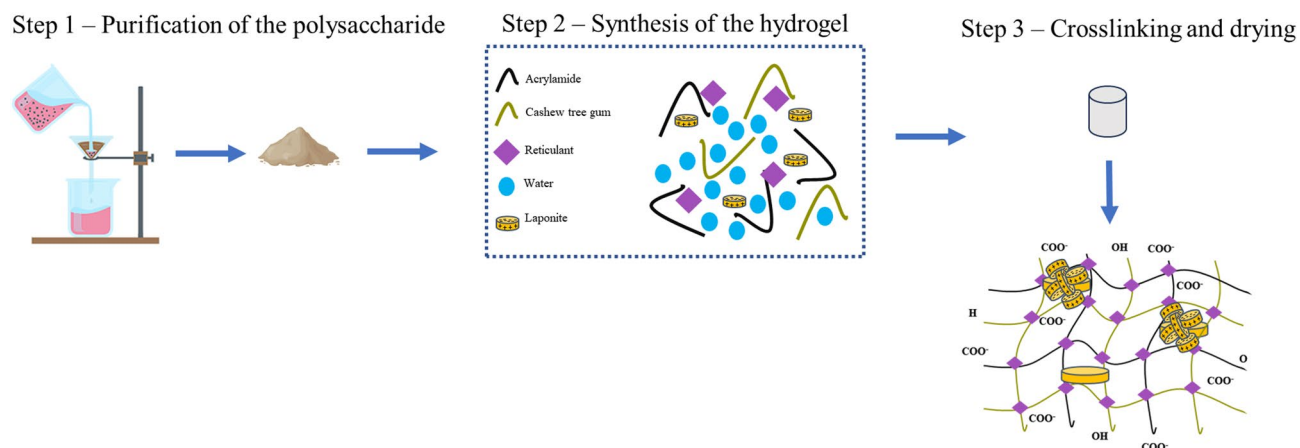 Step 1 – Purification of the polysaccharide
Step 2 – Synthesis of the hydrogel
Step 3 – Crosslinking and drying
Acrylamide
Cashew tree gum
Reticulant
Water
Laponite
COO⁻
OH
COO⁻
COO⁻
H
COO⁻
COO⁻
O
COO⁻
COO⁻
OH
COO⁻